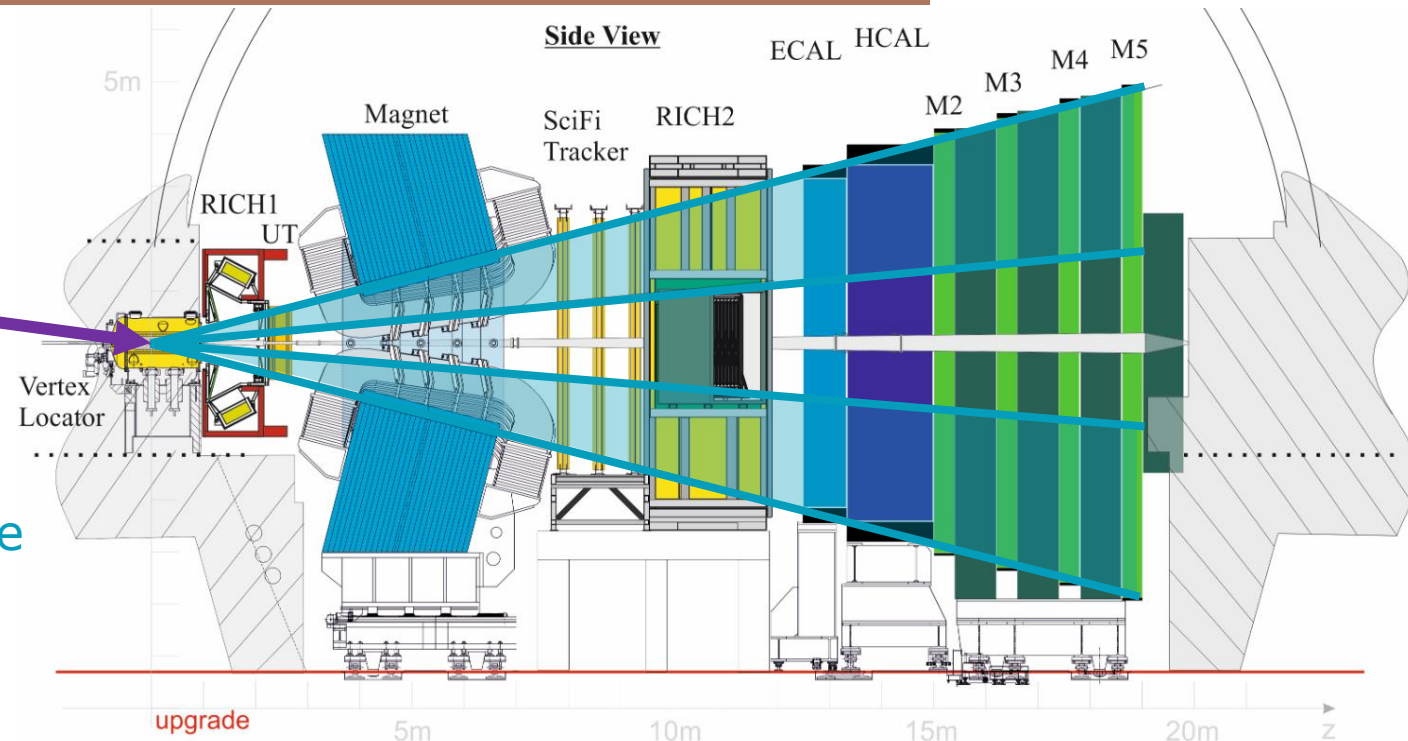 Side View
ECAL
HCAL
M5
M4
M3
M2
5m
Magnet
SciFi
Tracker
RICH2
RICH1
UT
Vertex
Locator
e
upgrade
5m
10m
15m
20m
z